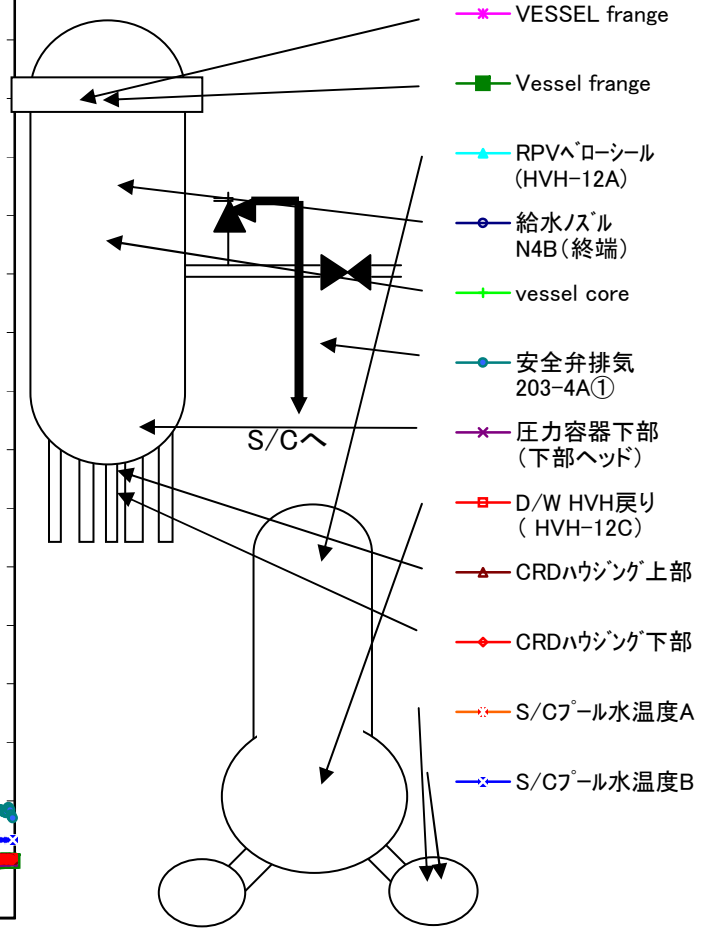 VESSEL frange
Vessel frange
RPVベローシール
(HVH-12A)
給水ノズル
N4B(終端)
vessel core
安全弁排気
203-4A①
圧力容器下部
(下部ヘッド)
D/W HVH戻り
( HVH-12C)
CRDハウジング上部
CRDハウジング下部
S/Cプール水温度A
S/Cプール水温度B
S/Cへ